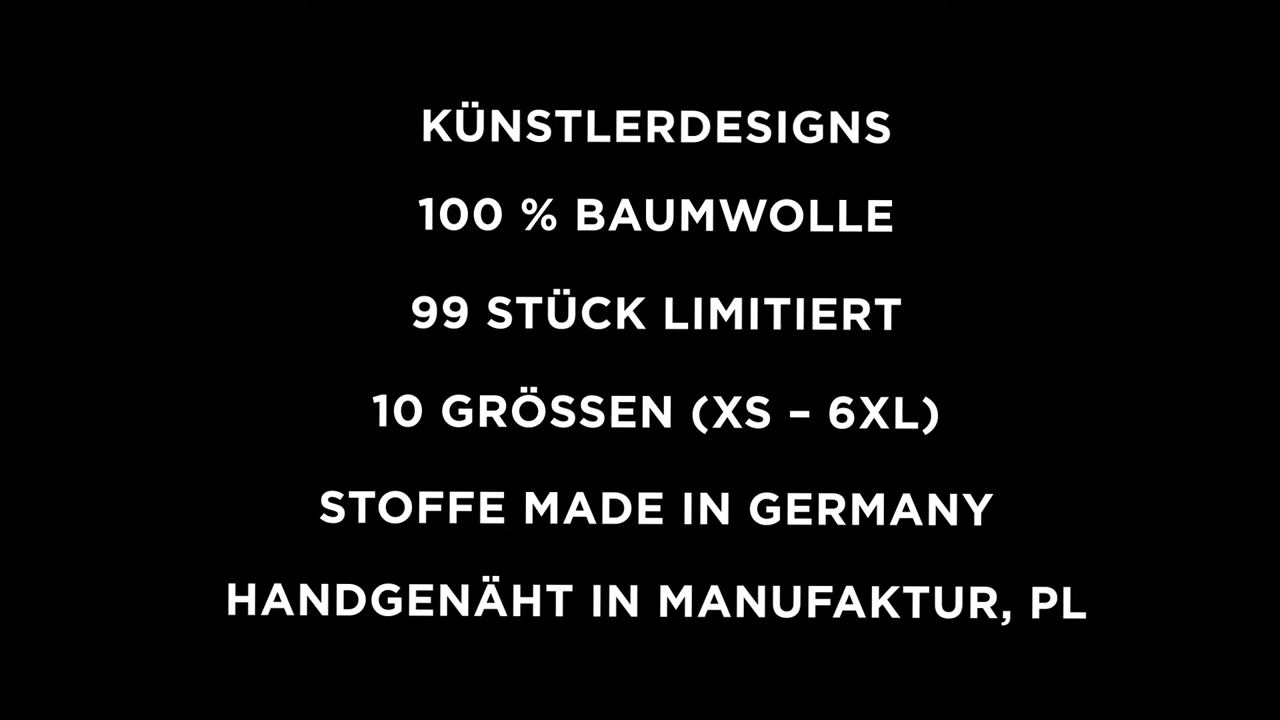 KÜNSTLERDESIGNS
100 % BAUMWOLLE
99 STÜCK LIMITIERT
10 GRÖSSEN (XS – 6XL)
STOFFE MADE IN GERMANY
HANDGENÄHT IN MANUFAKTUR, PL